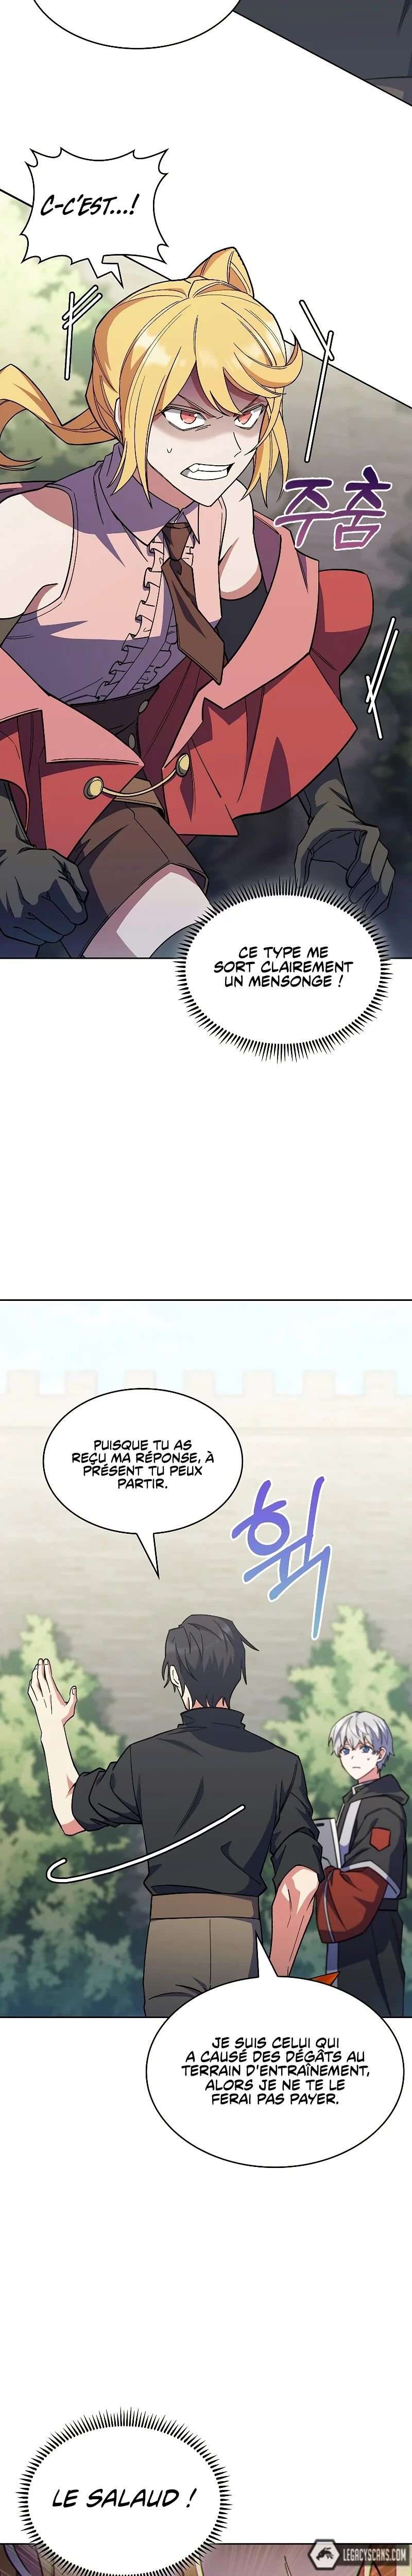 C-C'EST...!
주춤
CE TYPE ME
SORT CLAIREMENT
UN MENSONGE !
PUISQUE TU AS
REÇU MA RÉPONSE, À
PRÉSENT TU PEUX
PARTIR.
휙
JE SUIS CELUI QUI
A CAUSÉ DES DÉGÂTS AU
TERRAIN D'ENTRAÎNEMENT,
ALORS JE NE TE LE
FERAI PAS PAYER.
LE SALAUD !
LEGACYSCANS.COM